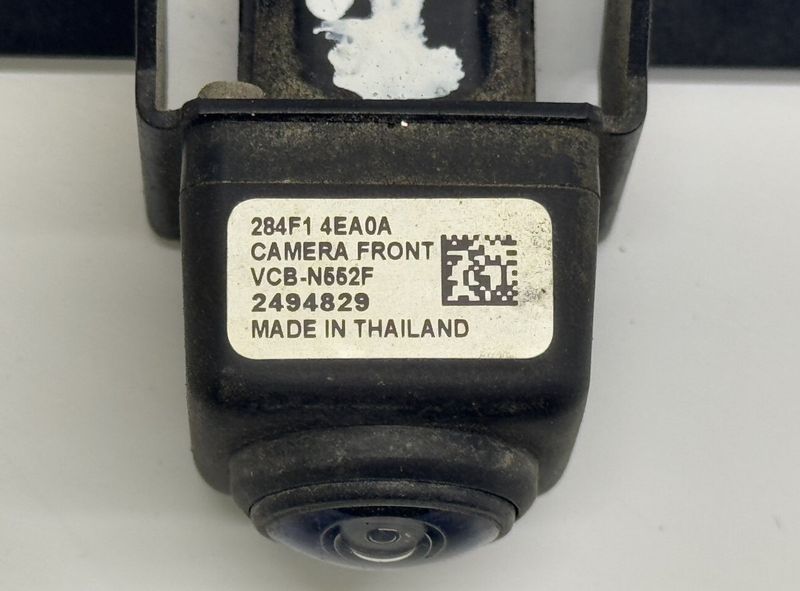 284F1 4EA0A
CAMERA FRONT
VCB-N552F
2494829
MADE IN THAILAND